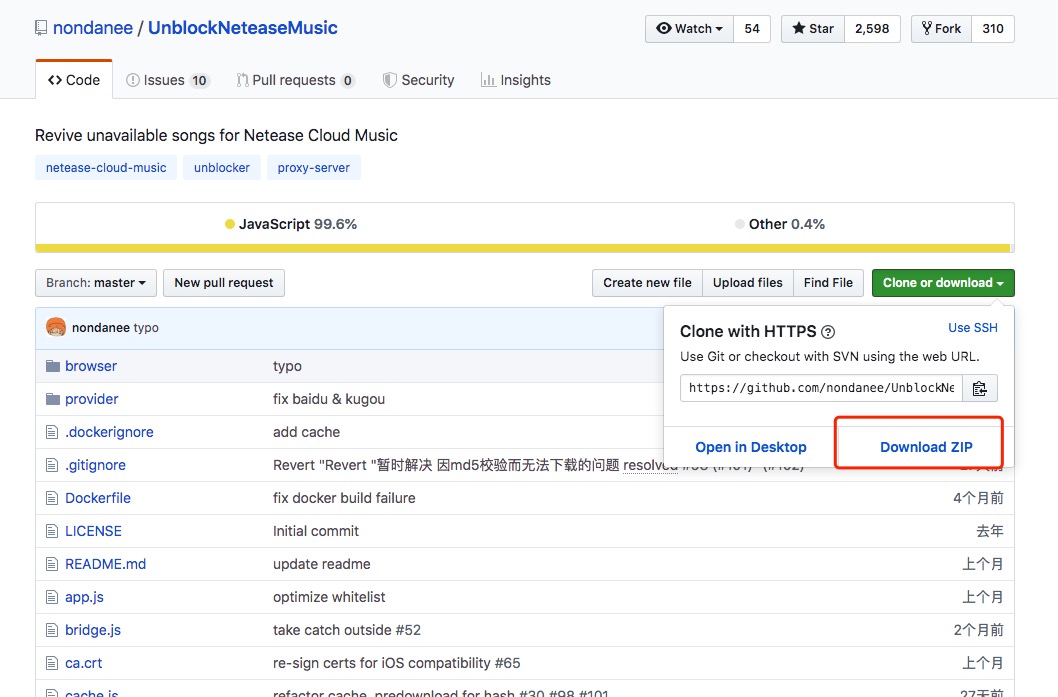 nondanee / UnblockNeteaseMusic
Watch 54 Star 2,598 Fork 310
Code Issues 10 Pull requests 0 Security Insights
Revive unavailable songs for Netease Cloud Music
netease-cloud-music unblocker proxy-server
JavaScript 99.6% Other 0.4%
Branch: master New pull request Create new file Upload files Find File Clone or download
nondanee typo
Clone with HTTPS Use SSH
Use Git or checkout with SVN using the web URL.
https://github.com/nondanee/UnblockNe
Open in Desktop Download ZIP
browser typo
provider fix baidu & kugou
.dockerignore add cache
.gitignore Revert "Revert "暂时解决 因md5校验而无法下载的问题 resolved
Dockerfile fix docker build failure 4个月前
LICENSE Initial commit 去年
README.md update readme 上个月
app.js optimize whitelist 上个月
bridge.js take catch outside #52 2个月前
ca.crt re-sign certs for iOS compatibility #65 上个月
cache.js refactor cache, predownload for hash #30 #98 #101 27天前